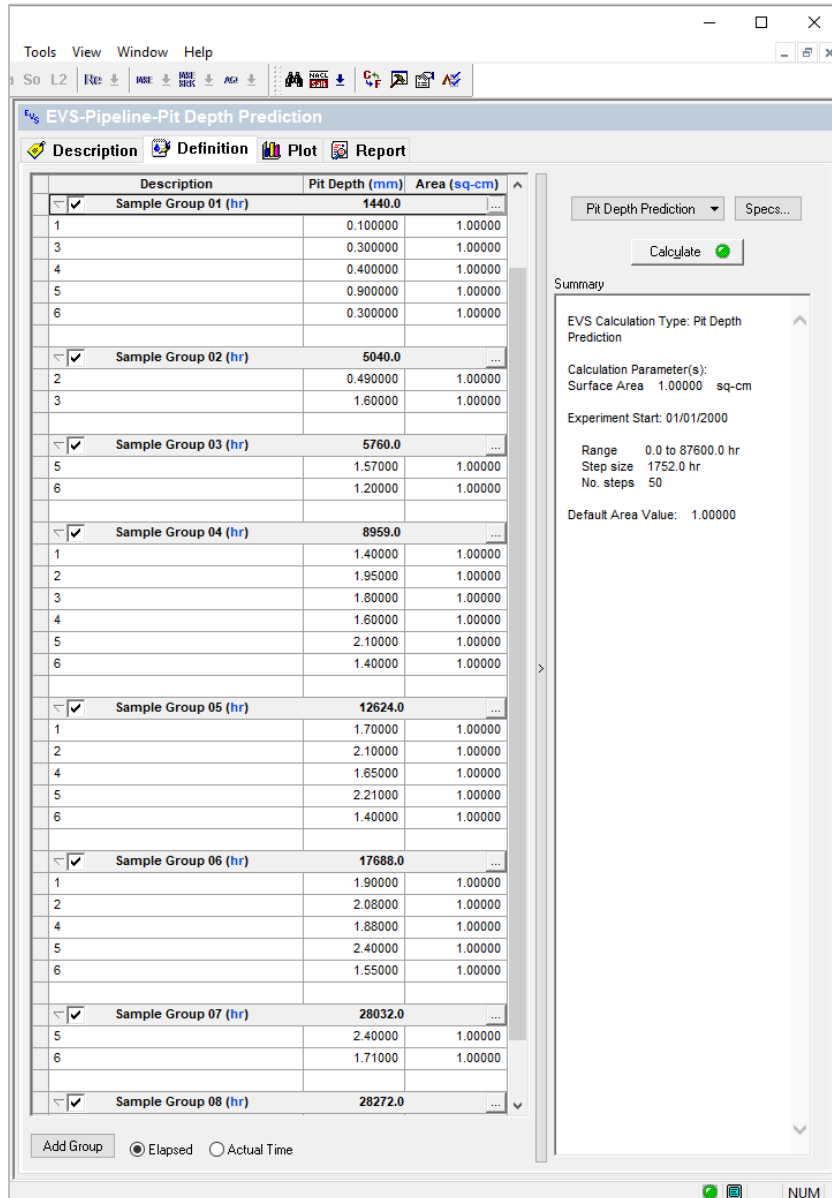 Tools View Window Help
So L2 Re
NACL
Salt
EVS-Pipeline-Pit Depth Prediction
Description Definition Plot Report
Description Pit Depth (mm) Area (sq-cm)
Sample Group 01 (hr) 1440.0 ...
1 0.100000 1.00000
3 0.300000 1.00000
4 0.400000 1.00000
5 0.900000 1.00000
6 0.300000 1.00000
Sample Group 02 (hr) 5040.0 ...
2 0.490000 1.00000
3 1.60000 1.00000
Sample Group 03 (hr) 5760.0 ...
5 1.57000 1.00000
6 1.20000 1.00000
Sample Group 04 (hr) 8959.0 ...
1 1.40000 1.00000
2 1.95000 1.00000
3 1.80000 1.00000
4 1.60000 1.00000
5 2.10000 1.00000
6 1.40000 1.00000
Sample Group 05 (hr) 12624.0 ...
1 1.70000 1.00000
2 2.10000 1.00000
4 1.65000 1.00000
5 2.21000 1.00000
6 1.40000 1.00000
Sample Group 06 (hr) 17688.0 ...
1 1.90000 1.00000
2 2.08000 1.00000
4 1.88000 1.00000
5 2.40000 1.00000
6 1.55000 1.00000
Sample Group 07 (hr) 28032.0 ...
5 2.40000 1.00000
6 1.71000 1.00000
Sample Group 08 (hr) 28272.0 ...
Add Group Elapsed Actual Time
Pit Depth Prediction Specs...
Calculate
Summary
EVS Calculation Type: Pit Depth
Prediction
Calculation Parameter(s):
Surface Area 1.00000 sq-cm
Experiment Start: 01/01/2000
Range 0.0 to 87600.0 hr
Step size 1752.0 hr
No. steps 50
Default Area Value: 1.00000
NUM